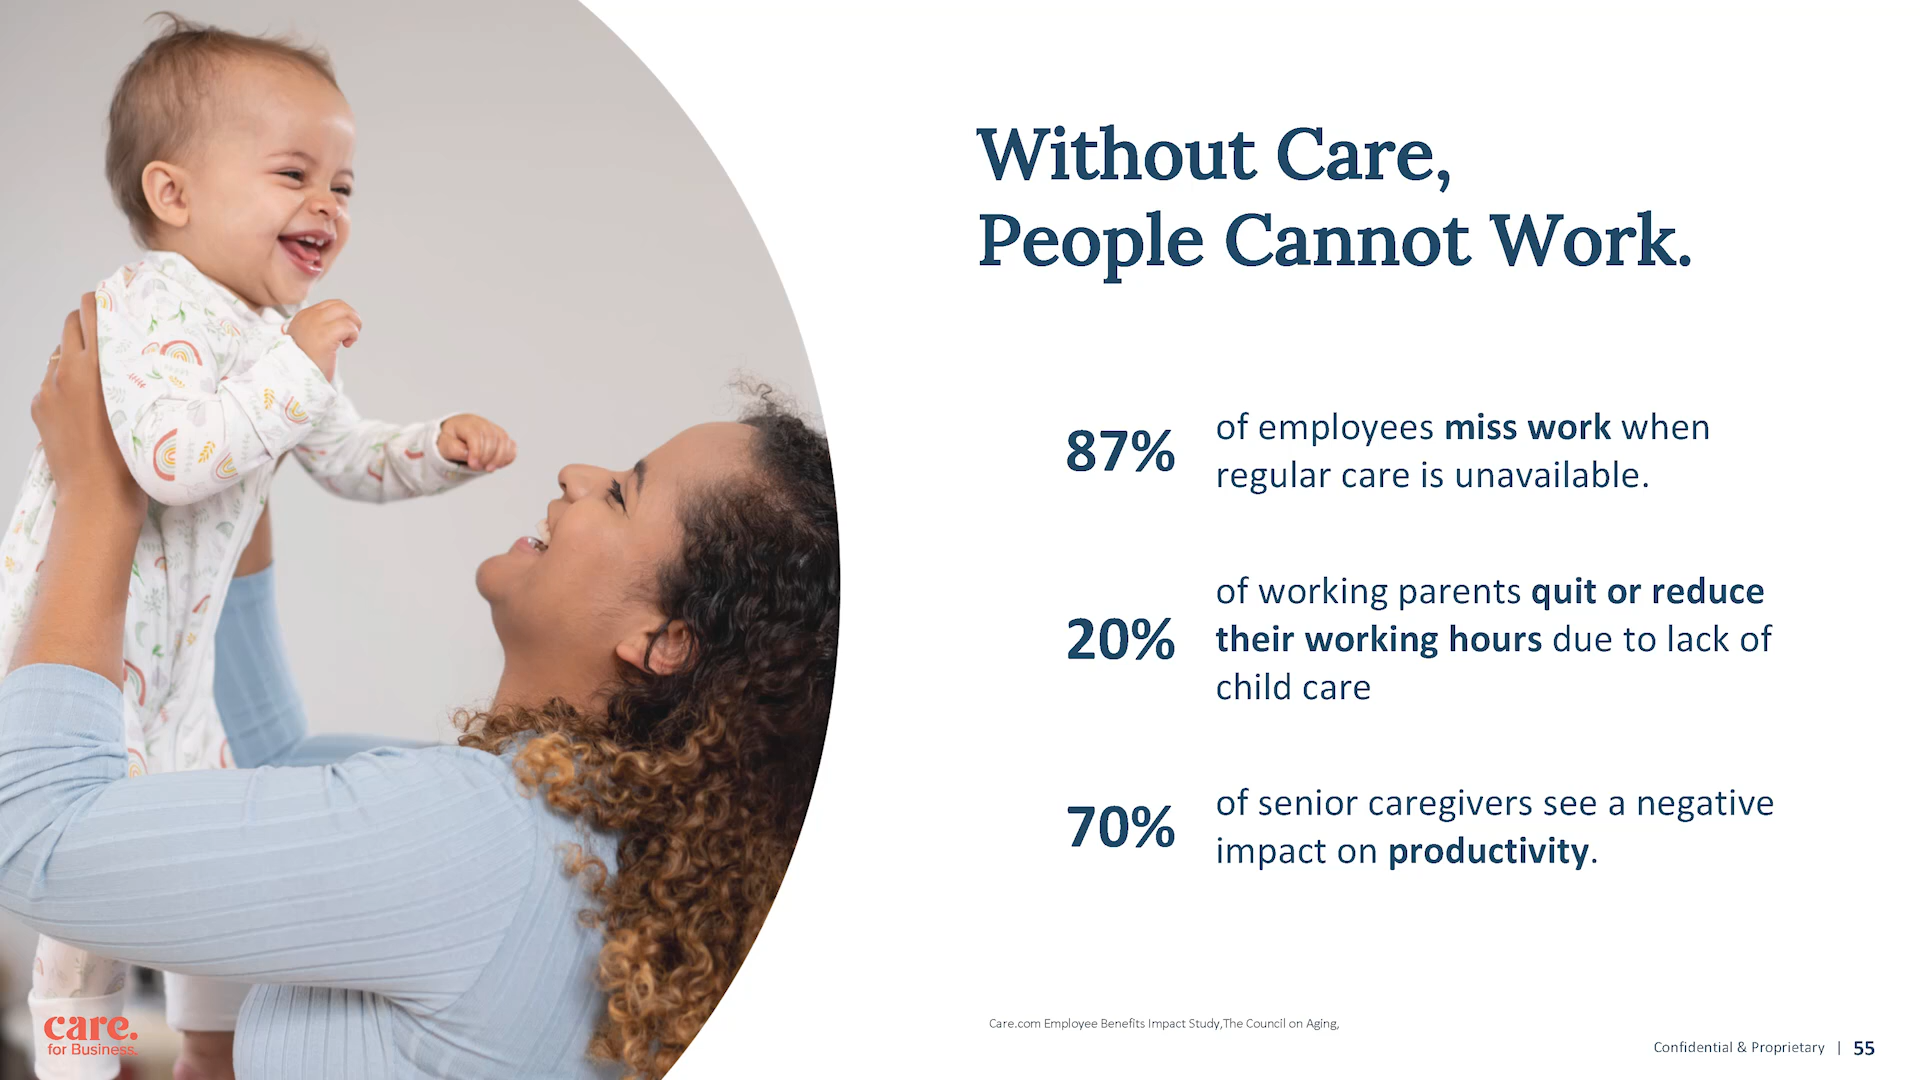 Without Care,
People Cannot Work.
87%
of employees miss work when
regular care is unavailable.
20%
of working parents quit or reduce
their working hours due to lack of
child care
70%
of senior caregivers see a negative
impact on productivity.
care.
for Business.
Care.com Employee Benefits Impact Study,The Council on Aging,
Confidential & Proprietary | 55